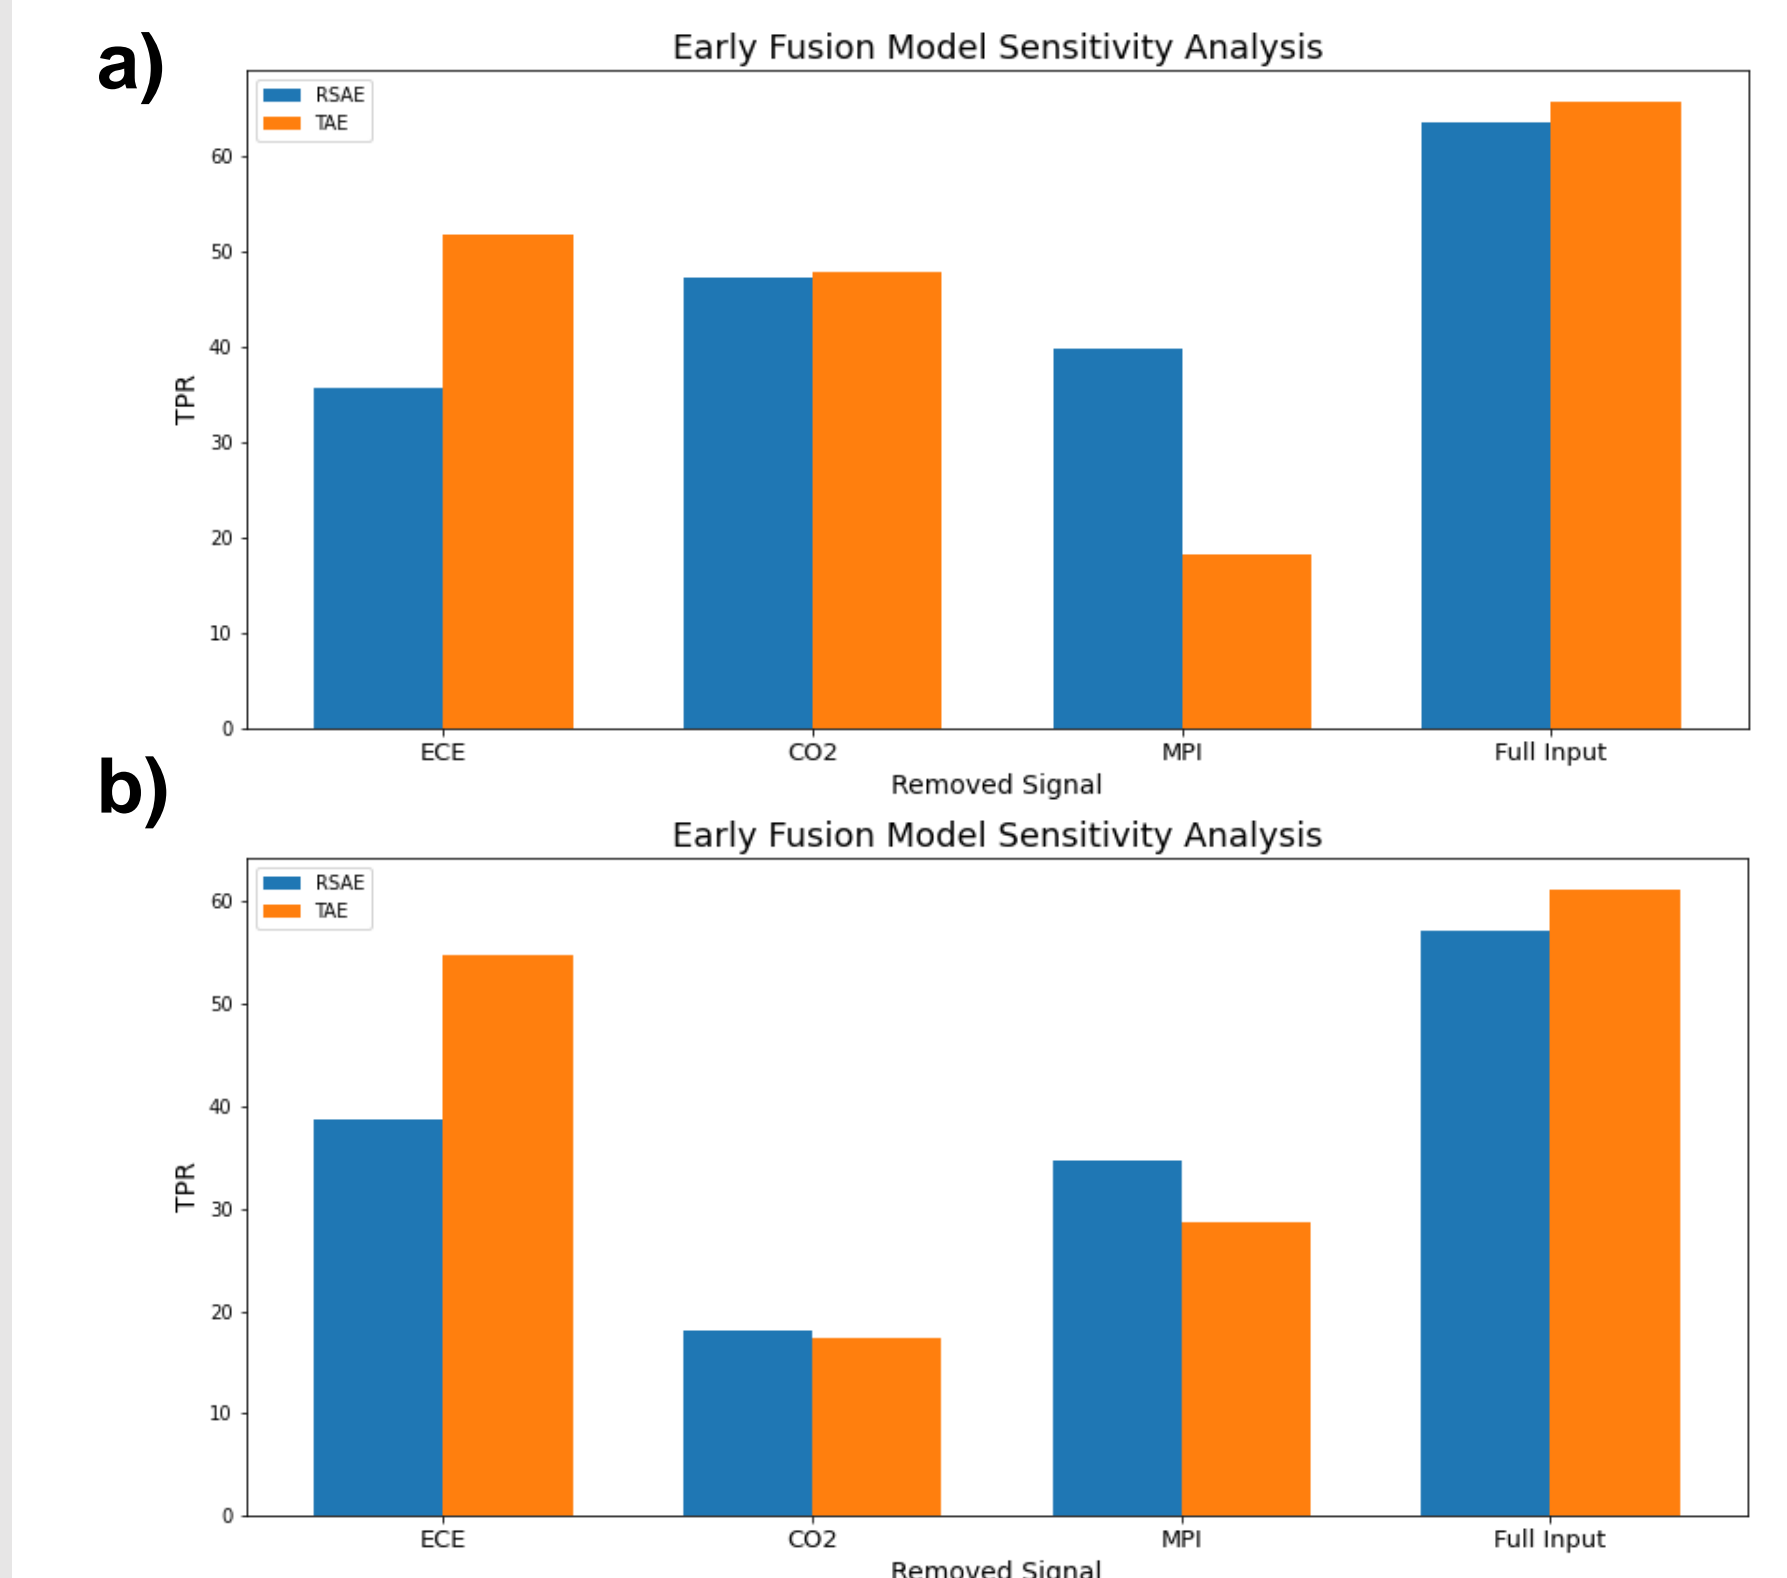 a)
Early Fusion Model Sensitivity Analysis
RSAE
TAE
60
50
40
30
20
10
0
TPR
ECE CO2 MPI Full Input
Removed Signal
b)
Early Fusion Model Sensitivity Analysis
RSAE
TAE
60
50
40
30
20
10
0
TPR
ECE CO2 MPI Full Input
Removed Signal